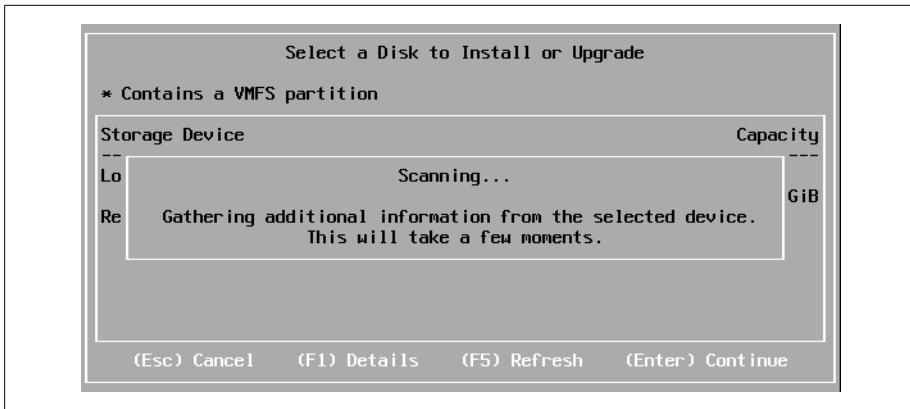 Select a Disk to Install or Upgrade
* Contains a VMFS partition
Storage Device Capacity
Lo GiB
Re
Scanning...
Gathering additional information from the selected device.
This will take a few moments.
(Esc) Cancel (F1) Details (F5) Refresh (Enter) Continue